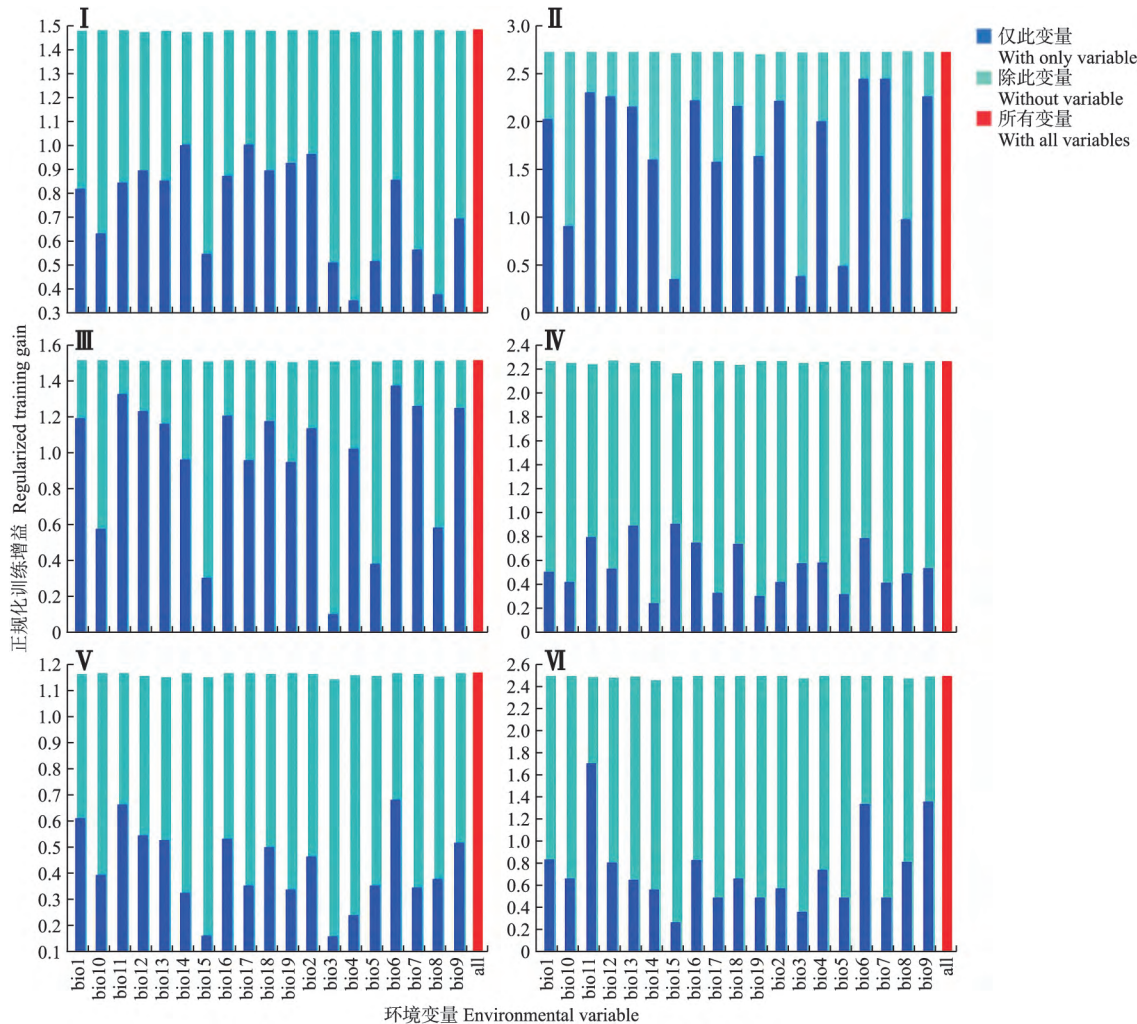 Ⅰ
1.5
1.4
1.3
1.2
1.1
1.0
0.9
0.8
0.7
0.6
0.5
0.4
0.3
Ⅱ
3.0
2.5
2.0
1.5
1.0
0.5
0
仅此变量
With only variable
除此变量
Without variable
所有变量
With all variables
Ⅲ
1.6
1.4
1.2
1.0
0.8
0.6
0.4
0.2
0
Ⅳ
2.4
2.2
2.0
1.8
1.6
1.4
1.2
1.0
0.8
0.6
0.4
0.2
0
正规化训练增益 Regularized training gain
Ⅴ
1.2
1.1
1.0
0.9
0.8
0.7
0.6
0.5
0.4
0.3
0.2
0.1
bio1
bio10
bio11
bio12
bio13
bio14
bio15
bio16
bio17
bio18
bio19
bio2
bio3
bio4
bio5
bio6
bio7
bio8
bio9
all
Ⅵ
2.6
2.4
2.2
2.0
1.8
1.6
1.4
1.2
1.0
0.8
0.6
0.4
0.2
0
bio1
bio10
bio11
bio12
bio13
bio14
bio15
bio16
bio17
bio18
bio19
bio2
bio3
bio4
bio5
bio6
bio7
bio8
bio9
all
环境变量 Environmental variable